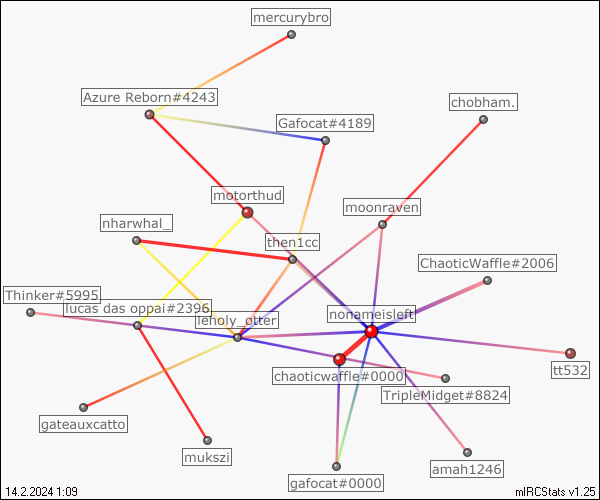 mercurybro
Azure Reborn#4243
chobham.
Gafocat#4189
motorthud
moonraven
nharwhal_
then1cc
ChaoticWaffle#2006
Thinker#5995
lucas das oppai#2396
leholy_otter
nonameisleft
chaoticwaffle#0000
tt532
TripleMidget#8824
gateauxcatto
mukszi
amah1246
gafocat#0000
14.2.2024 1:09
mIRCStats v1.25